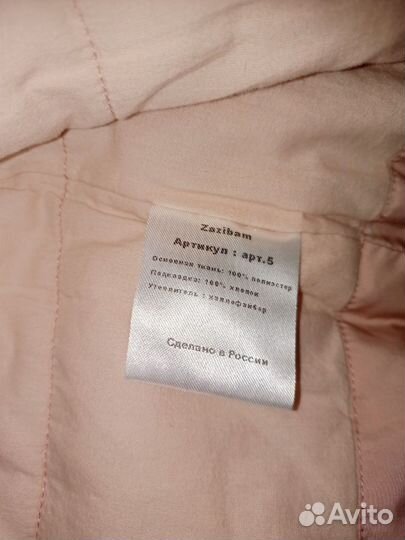 Zazibam
Артикул : арт.5
Основная ткань: 100% полиэстер
Подкладка: 100% хлопок
Утеплитель : холлофайбер
Сделано в России
Avito